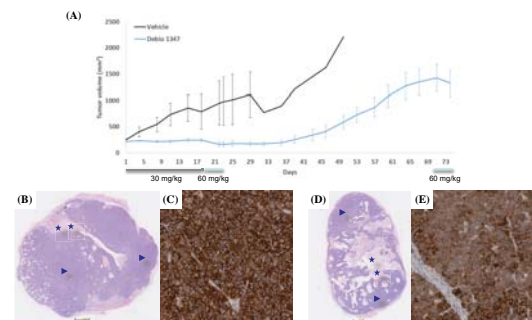 (A)
Vehicle
Debio 1347
Tumor volume [mm³]
2500
2000
1500
1000
500
0
1 5 9 13 17 21 25 29 33 37 41 45 49 53 57 61 65 69 73
Days
30 mg/kg 60 mg/kg 60 mg/kg
(B) (C) (D) (E)